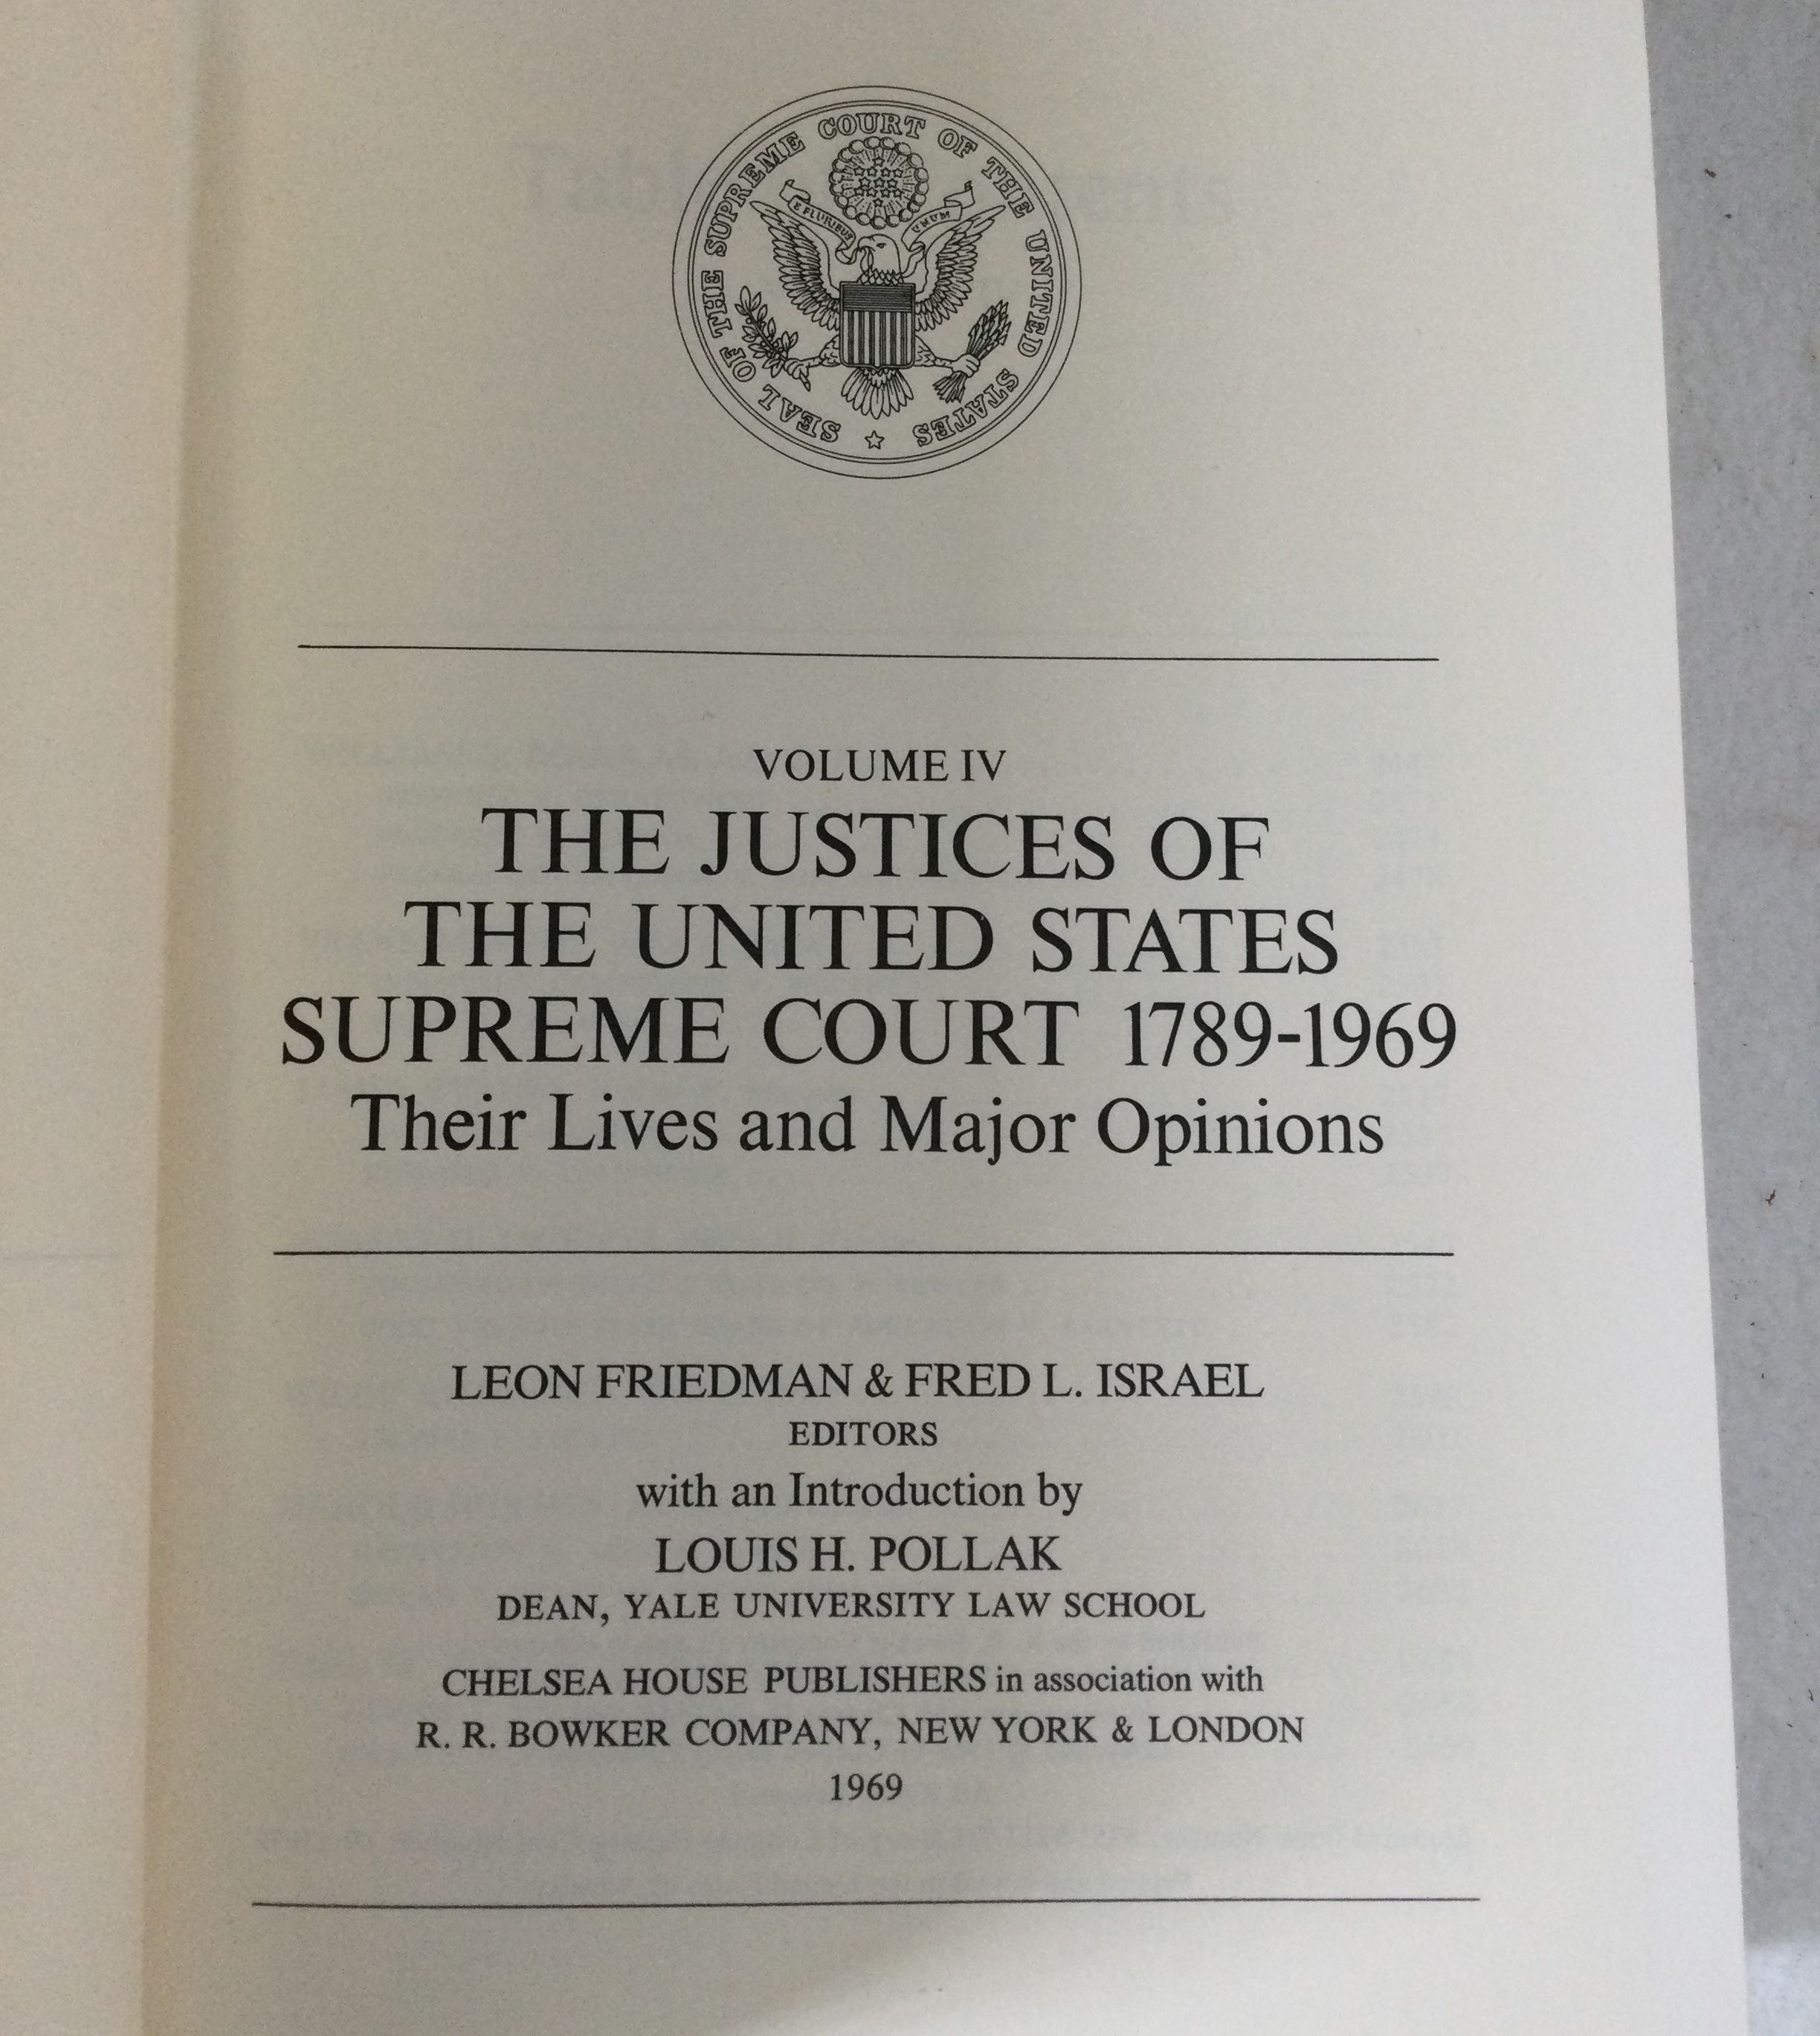 SEAL OF THE SUPREME COURT OF THE UNITED STATES
E PLURIBUS UNUM
VOLUME IV
THE JUSTICES OF
THE UNITED STATES
SUPREME COURT 1789-1969
Their Lives and Major Opinions
LEON FRIEDMAN & FRED L. ISRAEL
EDITORS
with an Introduction by
LOUIS H. POLLAK
DEAN, YALE UNIVERSITY LAW SCHOOL
CHELSEA HOUSE PUBLISHERS in association with
R. R. BOWKER COMPANY, NEW YORK & LONDON
1969